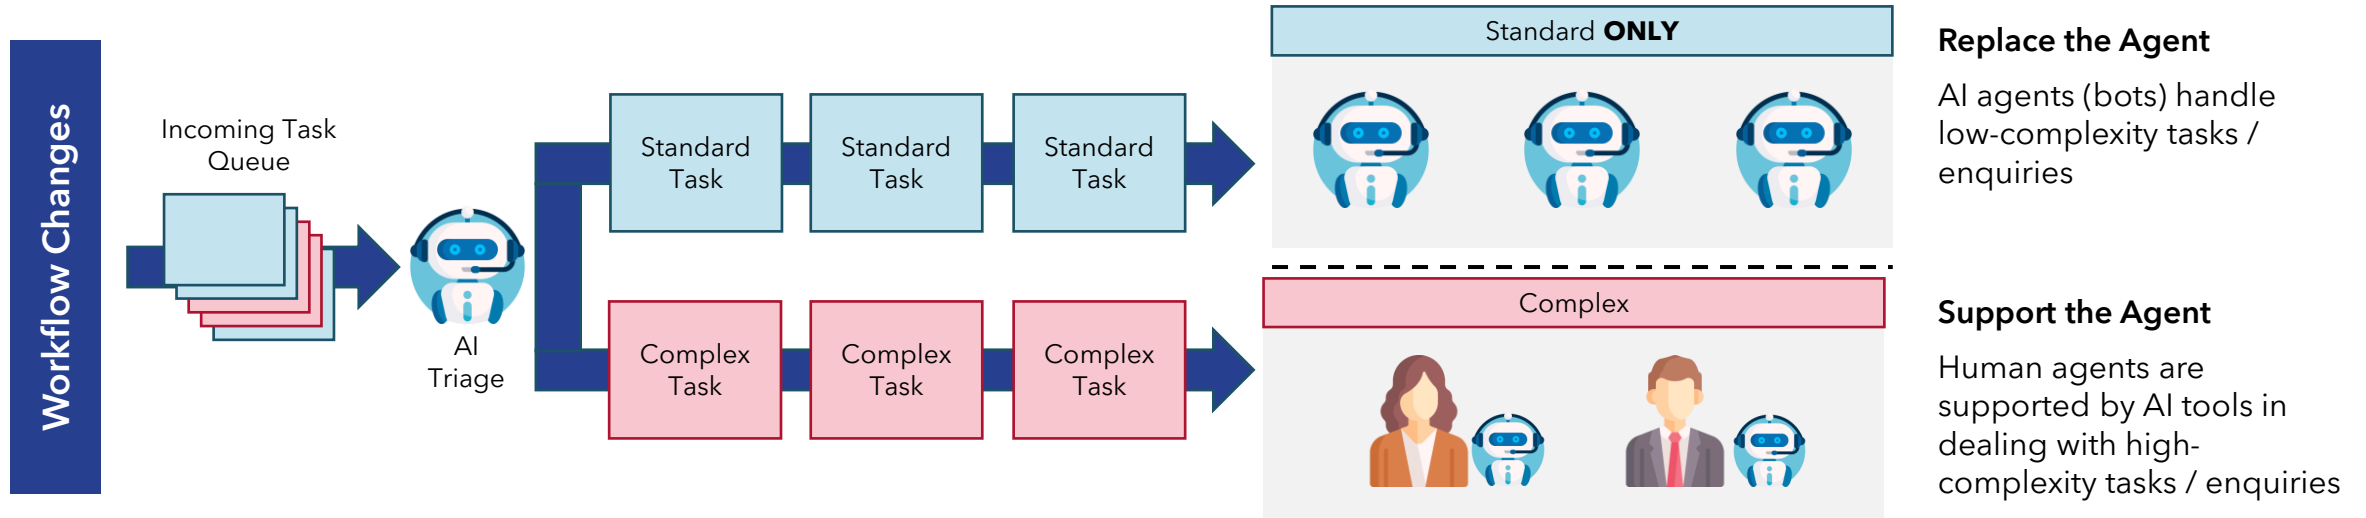 Workflow Changes
Incoming Task
Queue
AI
Triage
Standard
Task
Standard
Task
Standard
Task
Complex
Task
Complex
Task
Complex
Task
Standard ONLY
Complex
Replace the Agent
AI agents (bots) handle
low-complexity tasks /
enquiries
Support the Agent
Human agents are
supported by AI tools in
dealing with high-
complexity tasks / enquiries